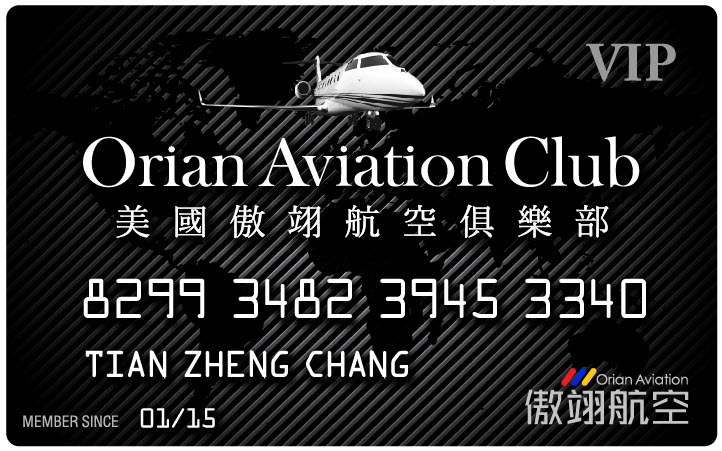 VIP
Orian Aviation Club
美國傲翊航空俱樂部
8299 3482 3945 3340
TIAN ZHENG CHANG
Orian Aviation
傲翊航空
MEMBER SINCE 01/15